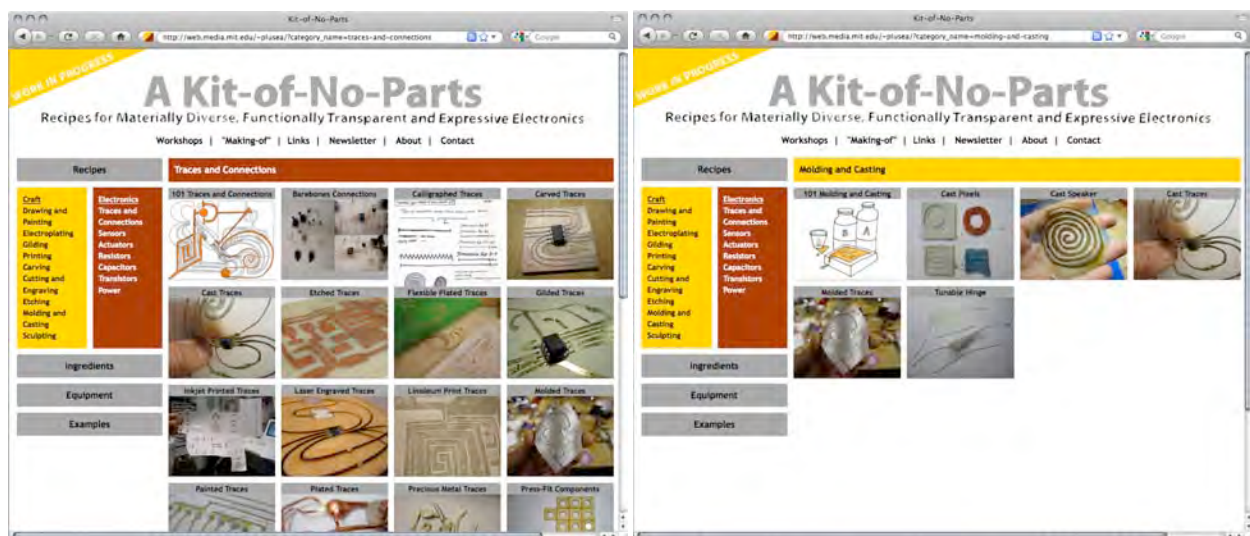 Kit-of-No-Parts
http://web.media.mit.edu/~plusea/?category_name=traces-and-connections
Google
WORK IN PROGRESS
A Kit-of-No-Parts
Recipes for Materially Diverse, Functionally Transparent and Expressive Electronics
Workshops | "Making-of" | Links | Newsletter | About | Contact
Recipes
Traces and Connections
Craft
Drawing and
Painting
Electroplating
Gilding
Printing
Carving
Cutting and
Engraving
Etching
Molding and
Casting
Sculpting
Electronics
Traces and
Connections
Sensors
Actuators
Resistors
Capacitors
Transistors
Power
Ingredients
Equipment
Examples
101 Traces and Connections
Barebones Connections
Calligraphed Traces
Carved Traces
Cast Traces
Etched Traces
Flexible Plated Traces
Gilded Traces
Inkjet Printed Traces
Laser Engraved Traces
Linoleum Print Traces
Molded Traces
Painted Traces
Plated Traces
Precious Metal Traces
Press-Fit Components
Kit-of-No-Parts
http://web.media.mit.edu/~plusea/?category_name=molding-and-casting
Google
WORK IN PROGRESS
A Kit-of-No-Parts
Recipes for Materially Diverse, Functionally Transparent and Expressive Electronics
Workshops | "Making-of" | Links | Newsletter | About | Contact
Recipes
Molding and Casting
Craft
Drawing and
Painting
Electroplating
Gilding
Printing
Carving
Cutting and
Engraving
Etching
Molding and
Casting
Sculpting
Electronics
Traces and
Connections
Sensors
Actuators
Resistors
Capacitors
Transistors
Power
Ingredients
Equipment
Examples
101 Molding and Casting
Cast Pixels
Cast Speaker
Cast Traces
B A
Molded Traces
Tunable Hinge